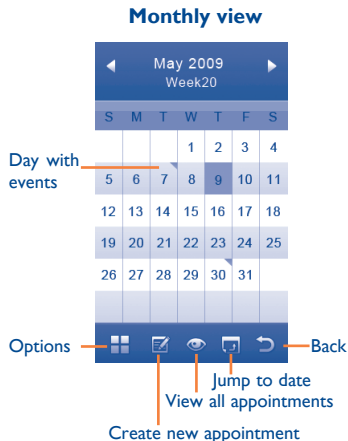 Monthly view
May 2009
Week20
S M T W T F S
1 2 3 4
Day with
events
5 6 7 8 9 10 11
12 13 14 15 16 17 18
19 20 21 22 23 24 25
26 27 28 29 30 31
Options
Back
Jump to date
View all appointments
Create new appointment